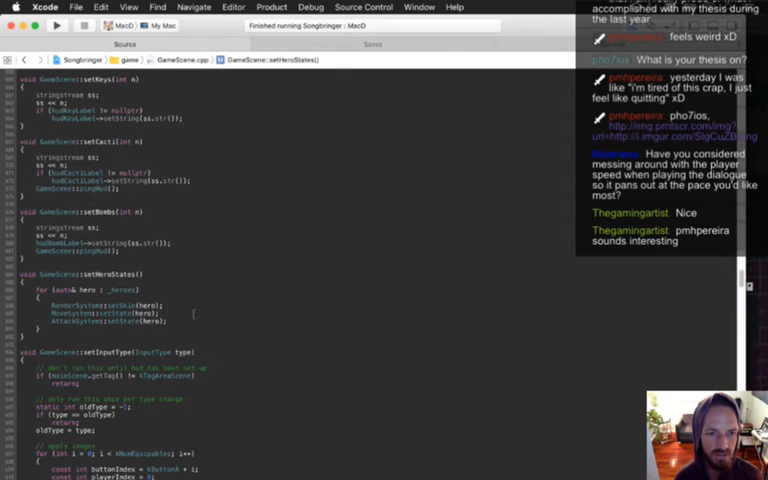 Xcode File Edit View Find Navigate Editor Product Debug Source Control Window Help
MacD My Mac
Finished running Songbringer : MacD
Source Saves
Songbringer game GameScene.cpp GameScene::setHeroStates()
void GameScene::setKeys(int n)
{
stringstream ss;
ss << n;
if (hudKeyLabel != nullptr)
hudKeyLabel->setString(ss.str());
}
void GameScene::setCacti(int n)
{
stringstream ss;
ss << n;
if (hudCactiLabel != nullptr)
hudCactiLabel->setString(ss.str());
GameScene::pingHud();
}
void GameScene::setBombs(int n)
{
stringstream ss;
ss << n;
hudBombLabel->setString(ss.str());
GameScene::pingHud();
}
void GameScene::setHeroStates()
{
for (auto& hero : _heroes)
{
RenderSystem::setSkin(hero);
MoveSystem::setState(hero);
AttackSystem::setState(hero);
}
}
void GameScene::setInputType(InputType type)
{
// don't run this until hud has been set up
if (mainScene.getTag() != kTagAreaScene)
return;
// only run this once per type change
static int oldType = -1;
if (type == oldType)
return;
oldType = type;
// apply images
for (int i = 0; i < kNumEquipables; i++)
{
const int buttonIndex = kButtonA + i;
const int playerIndex = 0;
accomplished with my thesis during
the last year
pmhpereira feels weird xD
pho7ios What is your thesis on?
pmhpereira yesterday I was
like "i'm tired of this crap, I just
feel like quitting" xD
pmhpereira pho7ios,
http://img.prntscr.com/img?
Have you considered
messing around with the player
speed when playing the dialogue
so it pans out at the pace you'd like
most?
Thegamingartist Nice
Thegamingartist pmhpereira
sounds interesting